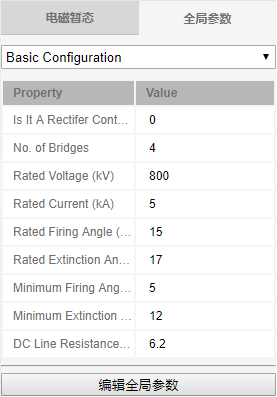 电磁暂态 全局参数
Basic Configuration
Property Value
Is It A Rectifer Cont... 0
No. of Bridges 4
Rated Voltage (kV) 800
Rated Current (kA) 5
Rated Firing Angle (... 15
Rated Extinction An... 17
Minimum Firing Ang... 5
Minimum Extinction ... 12
DC Line Resistance... 6.2
编辑全局参数